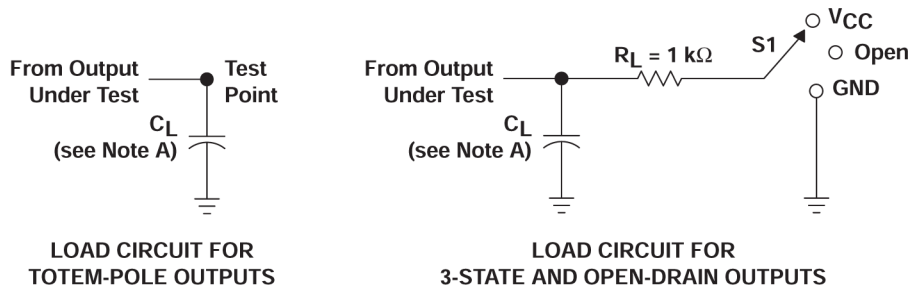 From Output
Under Test
Test
Point
CL
(see Note A)
LOAD CIRCUIT FOR
TOTEM-POLE OUTPUTS
From Output
Under Test
RL = 1 kΩ
S1
VCC
Open
GND
CL
(see Note A)
LOAD CIRCUIT FOR
3-STATE AND OPEN-DRAIN OUTPUTS